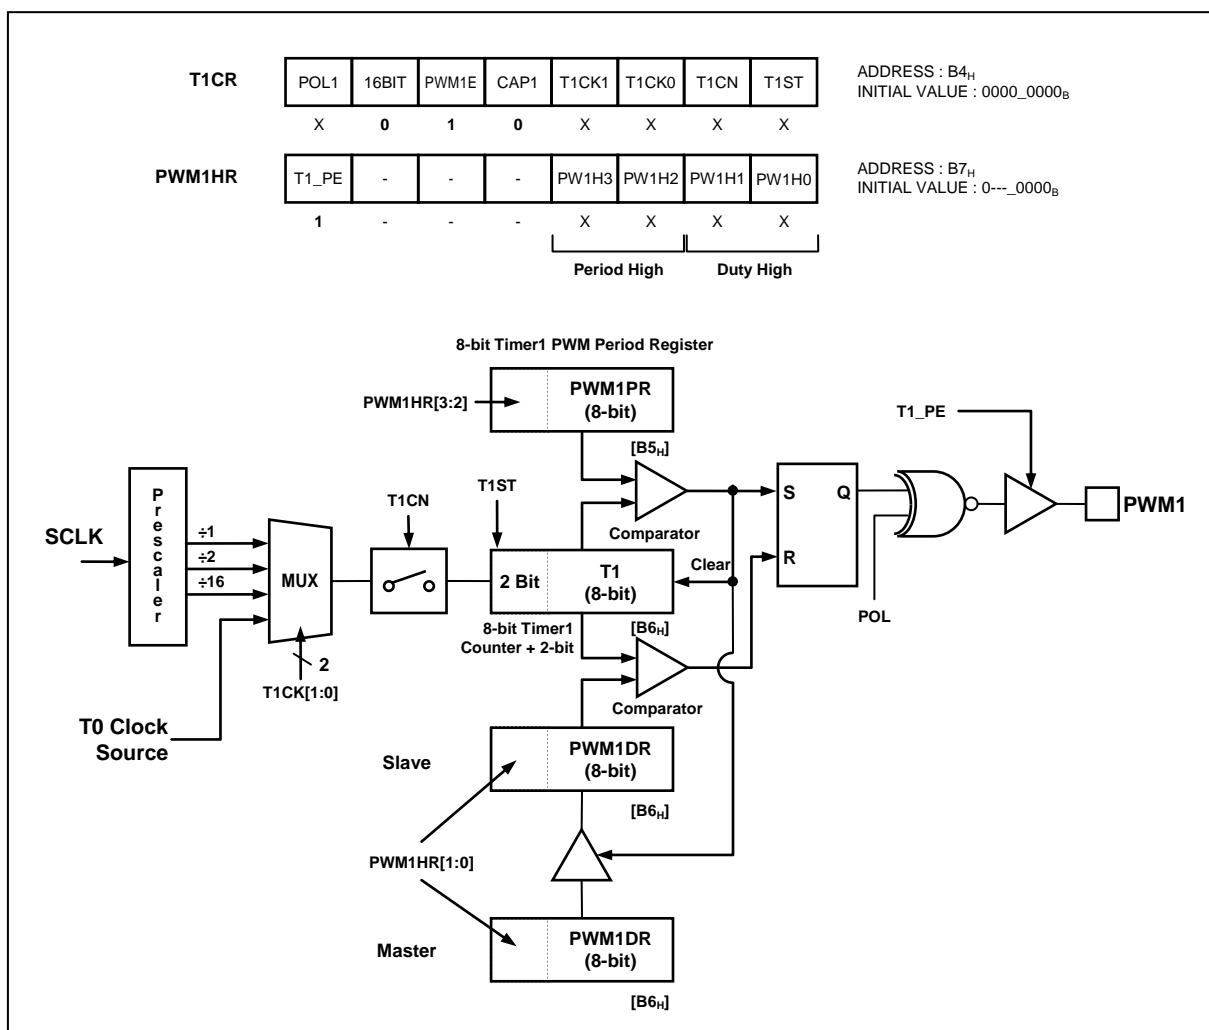 T1CR POL1 16BIT PWM1E CAP1 T1CK1 T1CK0 T1CN T1ST ADDRESS : B4H
INITIAL VALUE : 0000_0000B
X 0 1 0 X X X X
PWM1HR T1_PE - - - PW1H3 PW1H2 PW1H1 PW1H0 ADDRESS : B7H
INITIAL VALUE : 0---_0000B
1 - - - X X X X
Period High Duty High
8-bit Timer1 PWM Period Register
PWM1HR[3:2]
PWM1PR
(8-bit)
[B5H]
T1_PE
Prescaler
SCLK
÷1
÷2
÷16
MUX
T1CN
T1ST
Comparator
S Q
R
PWM1
2 Bit
T1
(8-bit)
Clear
POL
8-bit Timer1
Counter + 2-bit
[B6H]
2
T1CK[1:0]
Comparator
T0 Clock
Source
Slave
PWM1DR
(8-bit)
[B6H]
PWM1HR[1:0]
Master
PWM1DR
(8-bit)
[B6H]